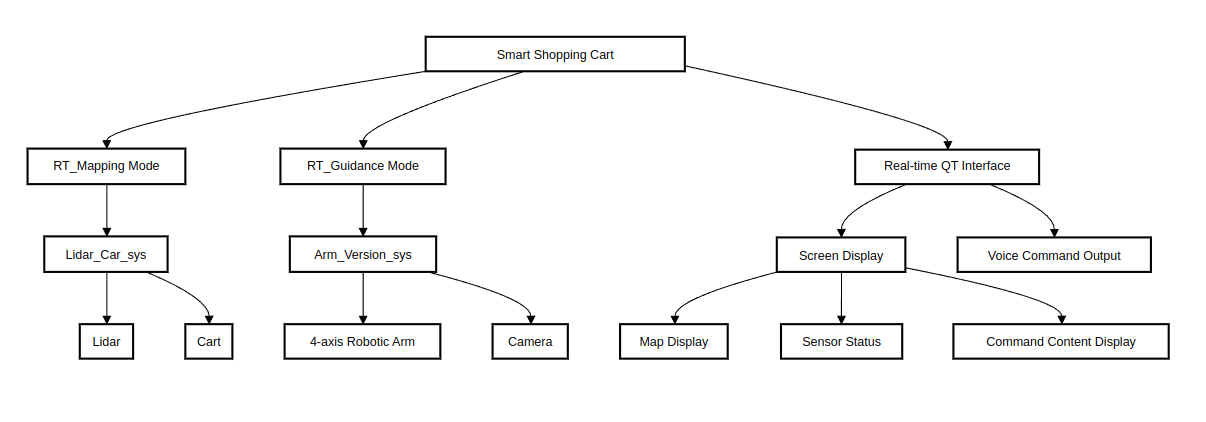 Smart Shopping Cart
RT_Mapping Mode
RT_Guidance Mode
Real-time QT Interface
Lidar_Car_sys
Arm_Version_sys
Screen Display
Voice Command Output
Lidar
Cart
4-axis Robotic Arm
Camera
Map Display
Sensor Status
Command Content Display